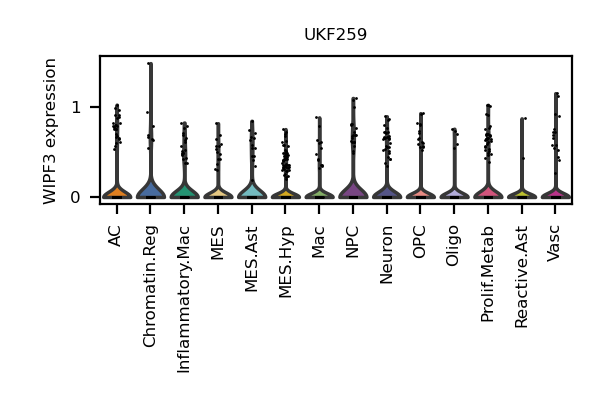 UKF259
WIPF3 expression
1
0
AC
Chromatin.Reg
Inflammatory.Mac
MES
MES.Ast
MES.Hyp
Mac
NPC
Neuron
OPC
Oligo
Prolif.Metab
Reactive.Ast
Vasc